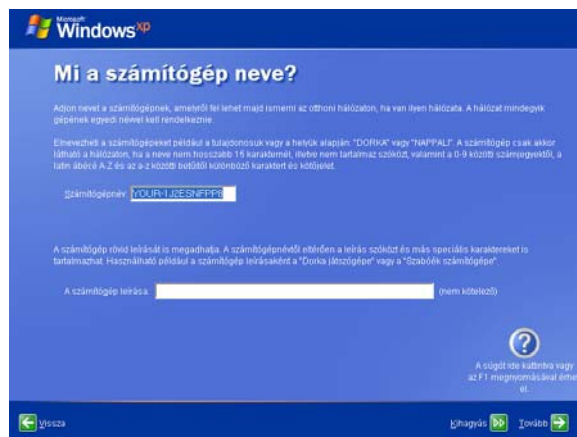 Microsoft
Windows xp
Mi a számítógép neve?
Adjon nevet a számítógépnek, amelyről fel lehet majd ismerni az otthoni hálózaton, ha van ilyen hálózata. A hálózat mindegyik
gépének egyedi névvel kell rendelkeznie.
Elnevezheti a számítógépeket például a tulajdonosuk vagy a helyük alapján: "DORKA" vagy "NAPPALI". A számítógép csak akkor
látható a hálózaton, ha a neve nem hosszabb 15 karakternél, illetve nem tartalmaz szóközt, valamint a 0-9 közötti számjegyektől, a
latin ábécé A-Z és az a-z közötti betűitől különböző karaktert és kötőjelet.
Számítógépnév: YOUR-1J2ESNFPP8
A számítógép rövid leírását is megadhatja. A számítógépnévtől eltérően a leírás szóközt és más speciális karaktereket is
tartalmazhat. Használható például a számítógép leírásaként a "Dorka játszógépe" vagy a "Szabóék számítógépe".
A számítógép leírása: (nem kötelező)
A súgót ide kattintva vagy
az F1 megnyomásával érhe
el.
Vissza
Kihagyás Tovább